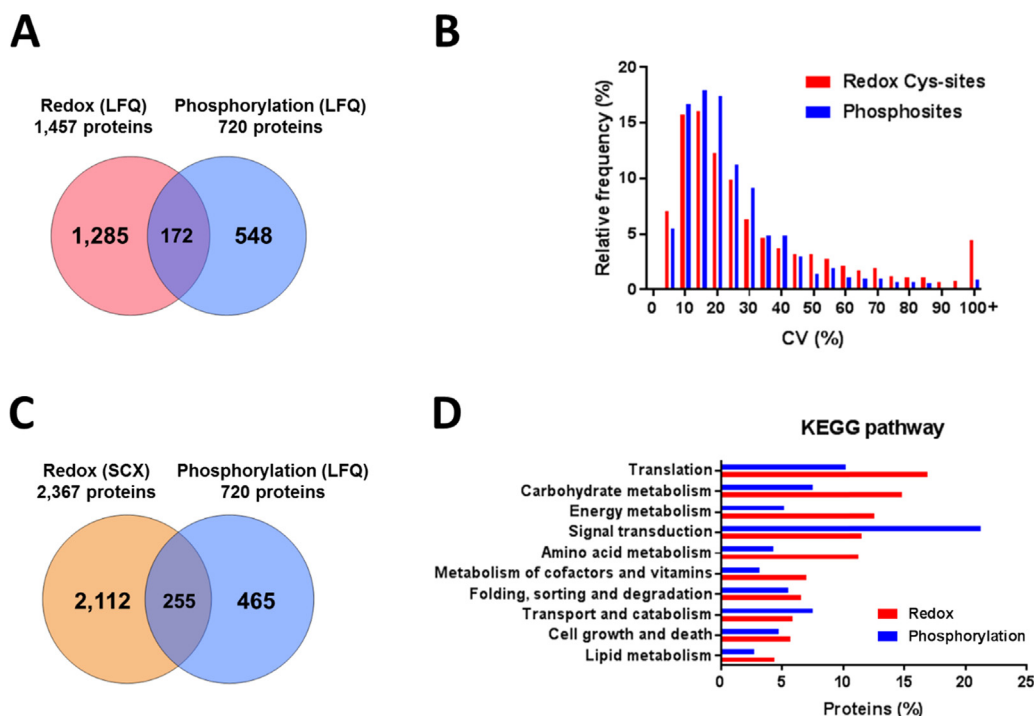 A
Redox (LFQ)
1,457 proteins
Phosphorylation (LFQ)
720 proteins
1,285
172
548
B
Relative frequency (%)
20
15
10
5
0
Redox Cys-sites
Phosphosites
0 10 20 30 40 50 60 70 80 90 100+
CV (%)
C
Redox (SCX)
2,367 proteins
Phosphorylation (LFQ)
720 proteins
2,112
255
465
D
KEGG pathway
Translation
Carbohydrate metabolism
Energy metabolism
Signal transduction
Amino acid metabolism
Metabolism of cofactors and vitamins
Folding, sorting and degradation
Transport and catabolism
Cell growth and death
Lipid metabolism
Redox
Phosphorylation
0 5 10 15 20 25
Proteins (%)